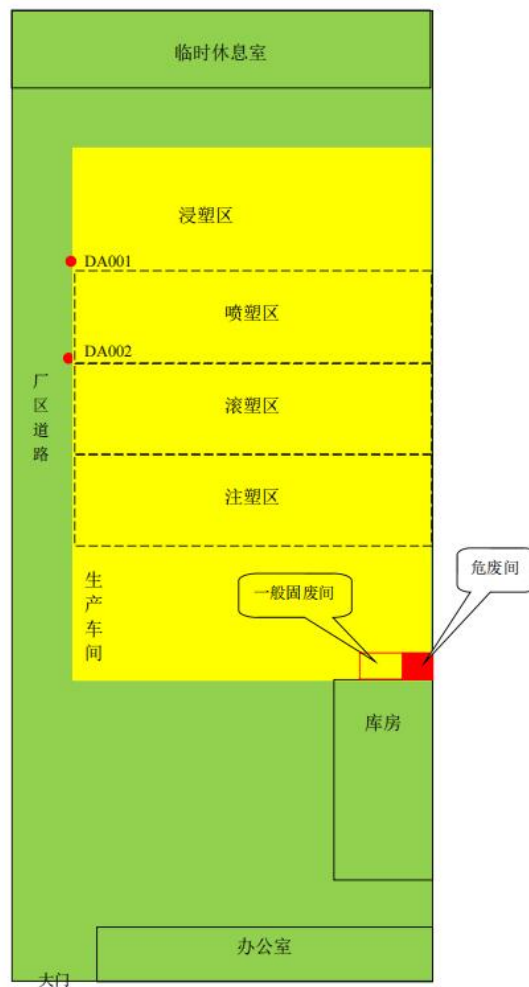 临时休息室
浸塑区
DA001
喷塑区
DA002
厂区道路
滚塑区
注塑区
生产车间
一般固废间
危废间
库房
办公室
大门